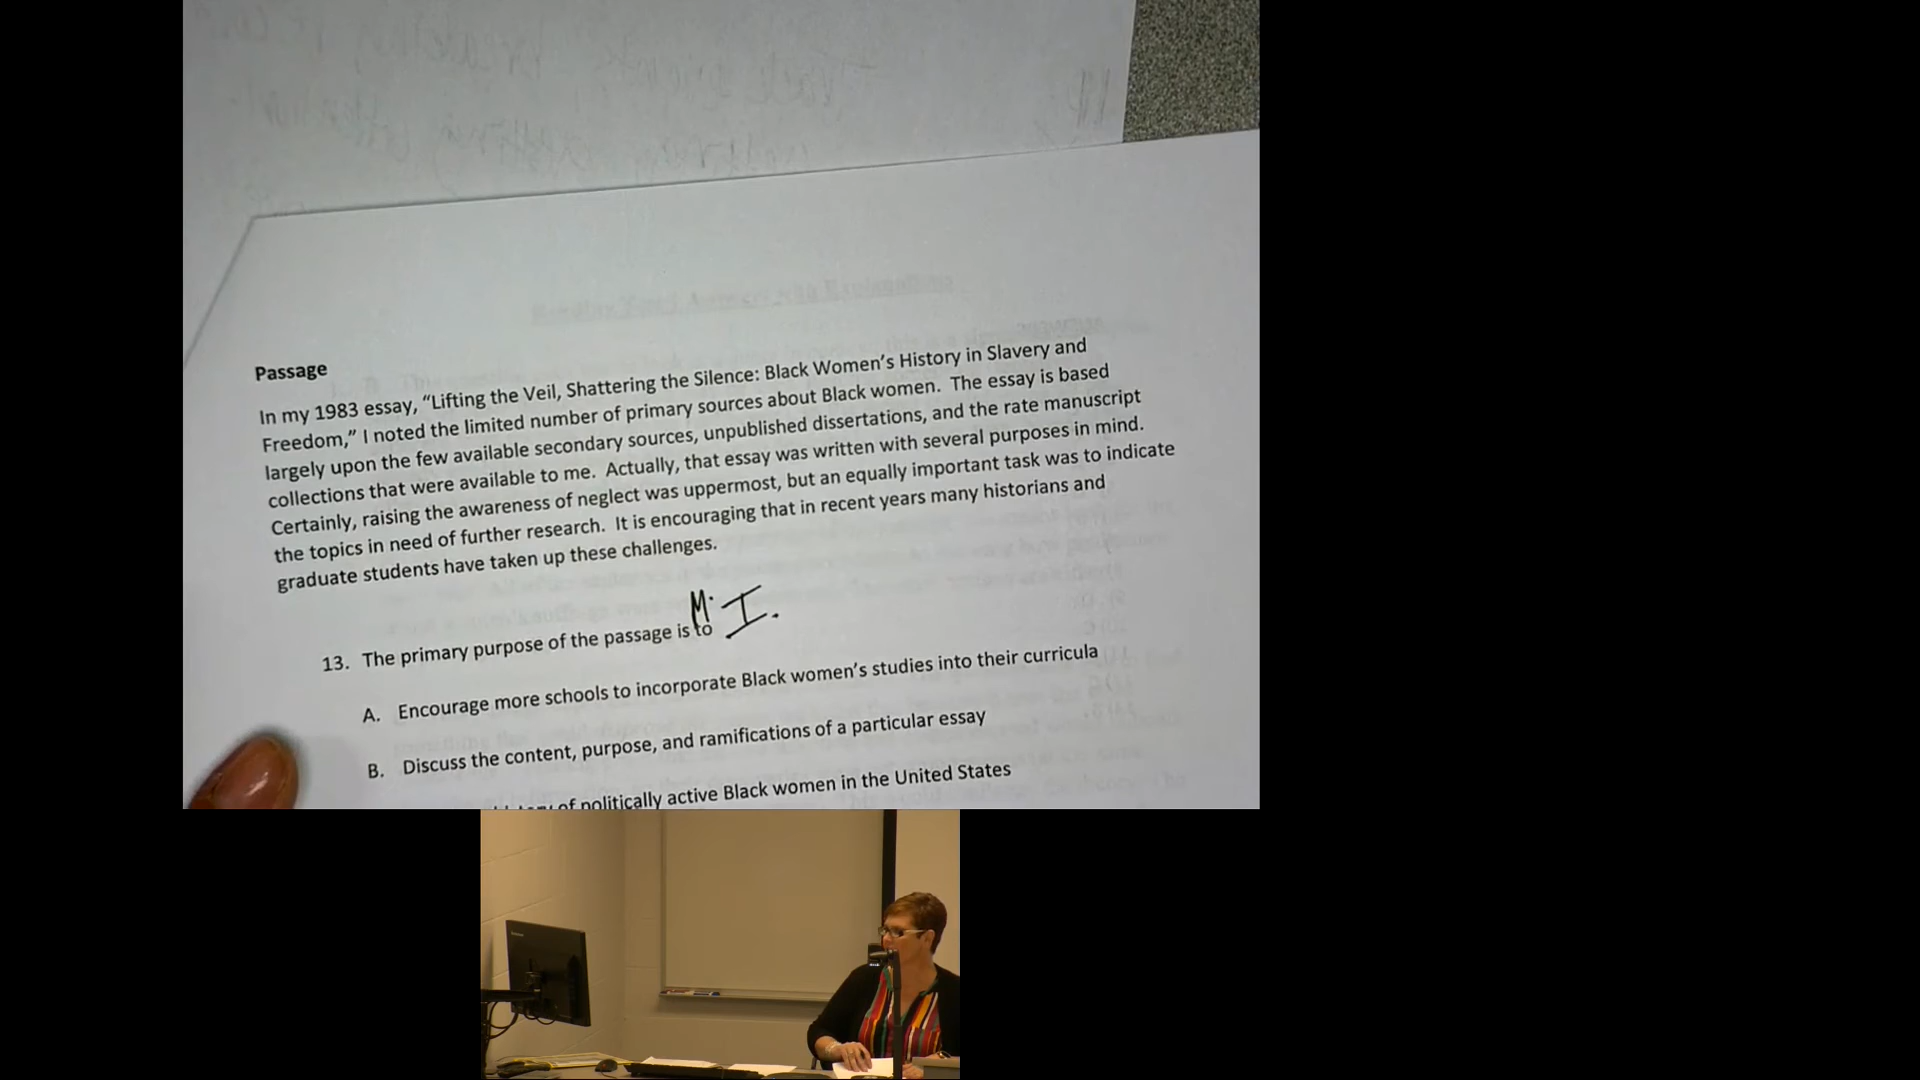 Passage
In my 1983 essay, “Lifting the Veil, Shattering the Silence: Black Women’s History in Slavery and
Freedom,” I noted the limited number of primary sources about Black women.  The essay is based
largely upon the few available secondary sources, unpublished dissertations, and the rate manuscript
collections that were available to me.  Actually, that essay was written with several purposes in mind.
Certainly, raising the awareness of neglect was uppermost, but an equally important task was to indicate
the topics in need of further research.  It is encouraging that in recent years many historians and
graduate students have taken up these challenges.
M. I.
13. The primary purpose of the passage is to
A. Encourage more schools to incorporate Black women’s studies into their curricula
B. Discuss the content, purpose, and ramifications of a particular essay
of politically active Black women in the United States